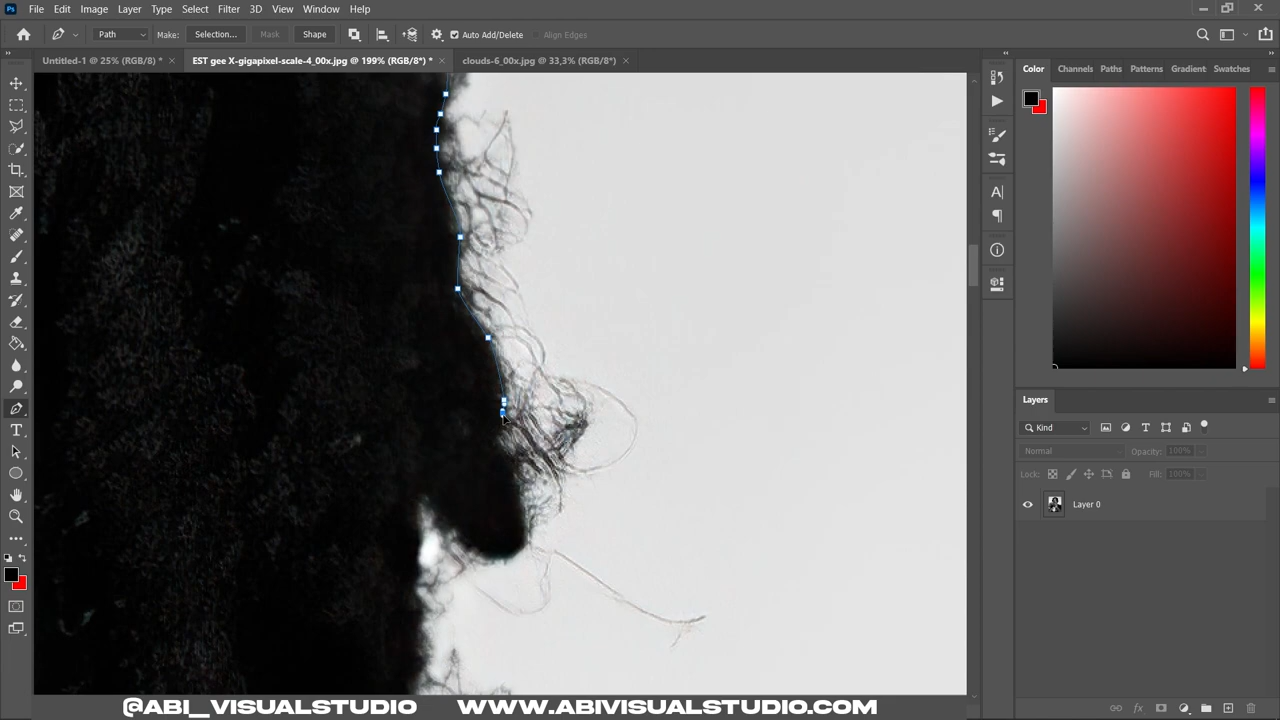 Ps File Edit Image Layer Type Select Filter 3D View Window Help
Path Make: Selection... Mask Shape Auto Add/Delete Align Edges
Untitled-1 @ 25% (RGB/8) * × EST gee X-gigapixel-scale-4_00x.jpg @ 199% (RGB/8*) * × clouds-6_00x.jpg @ 33,3% (RGB/8*) ×
Color Channels Paths Patterns Gradient Swatches
Layers
Kind
Normal Opacity: 100%
Lock: Fill: 100%
Layer 0
@ABI_VISUALSTUDIO WWW.ABIVISUALSTUDIO.COM